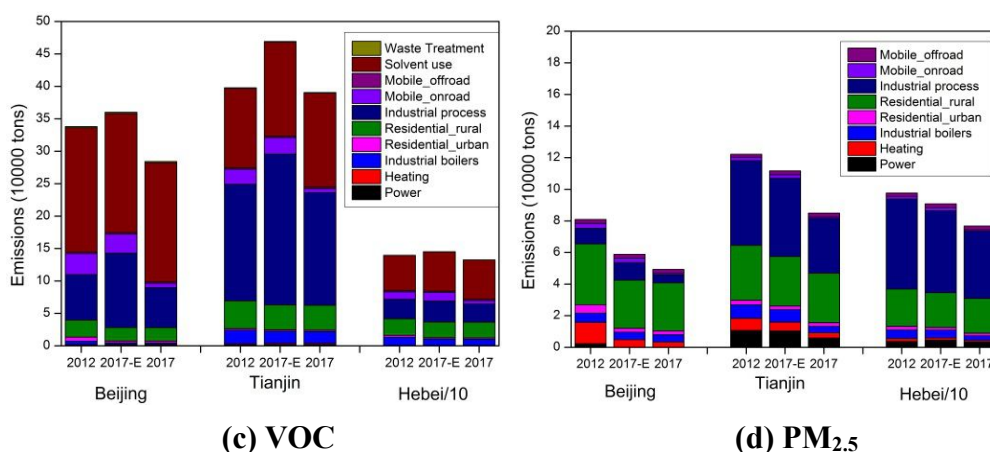 50
45
40
35
30
25
20
15
10
5
0
Emissions (10000 tons)
Waste Treatment
Solvent use
Mobile_offroad
Mobile_onroad
Industrial process
Residential_rural
Residential_urban
Industrial boilers
Heating
Power
2012 2017-E 2017 2012 2017-E 2017 2012 2017-E 2017
Beijing Tianjin Hebei/10
(c) VOC
20
18
16
14
12
10
8
6
4
2
0
Emissions (10000 tons)
Mobile_offroad
Mobile_onroad
Industrial process
Residential_rural
Residential_urban
Industrial boilers
Heating
Power
2012 2017-E 2017 2012 2017-E 2017 2012 2017-E 2017
Beijing Tianjin Hebei/10
(d) PM2.5